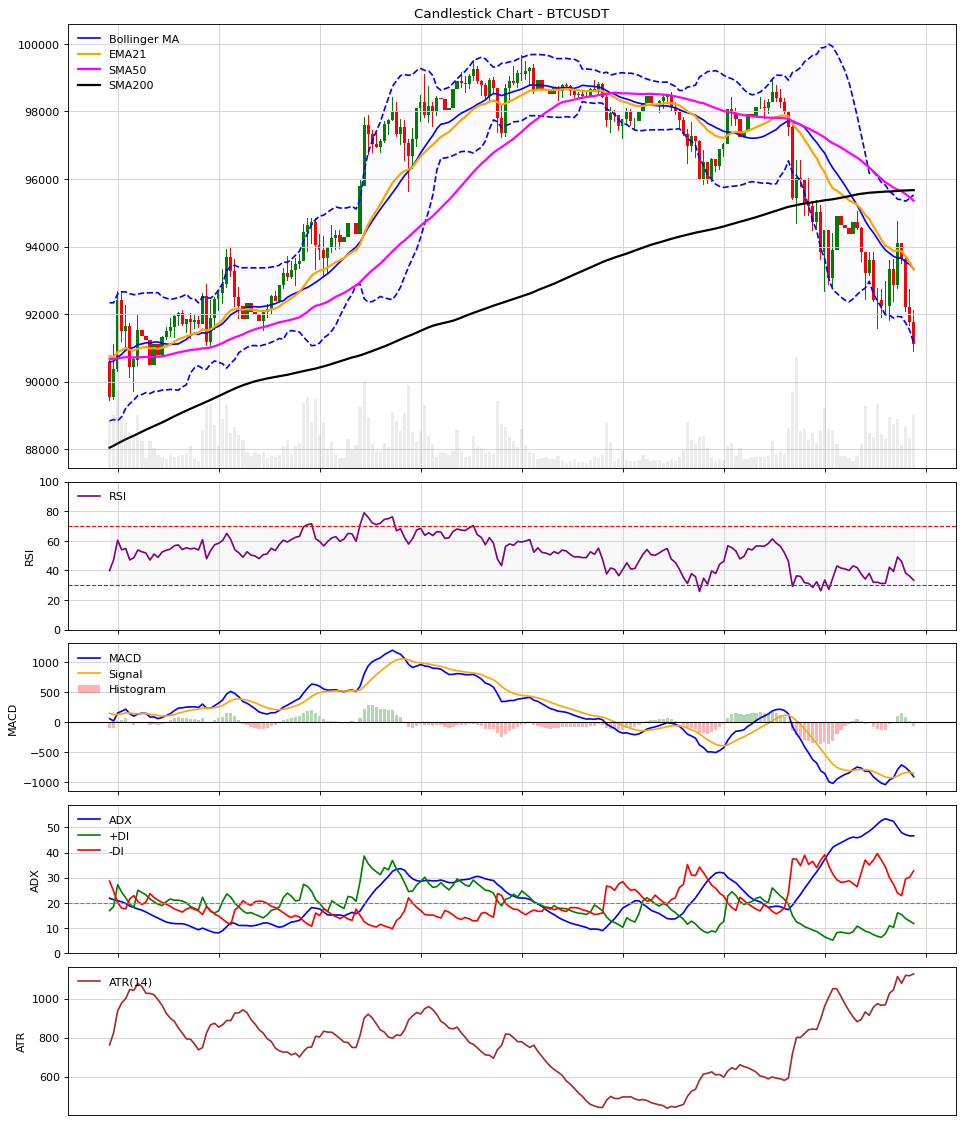 Candlestick Chart - BTCUSDT
100000
98000
96000
94000
92000
90000
88000
Bollinger MA
EMA21
SMA50
SMA200
100
80
60
40
20
0
RSI
RSI
1000
500
0
−500
−1000
MACD
MACD
Signal
Histogram
50
40
30
20
10
0
ADX
ADX
+DI
-DI
1000
800
600
ATR
ATR(14)